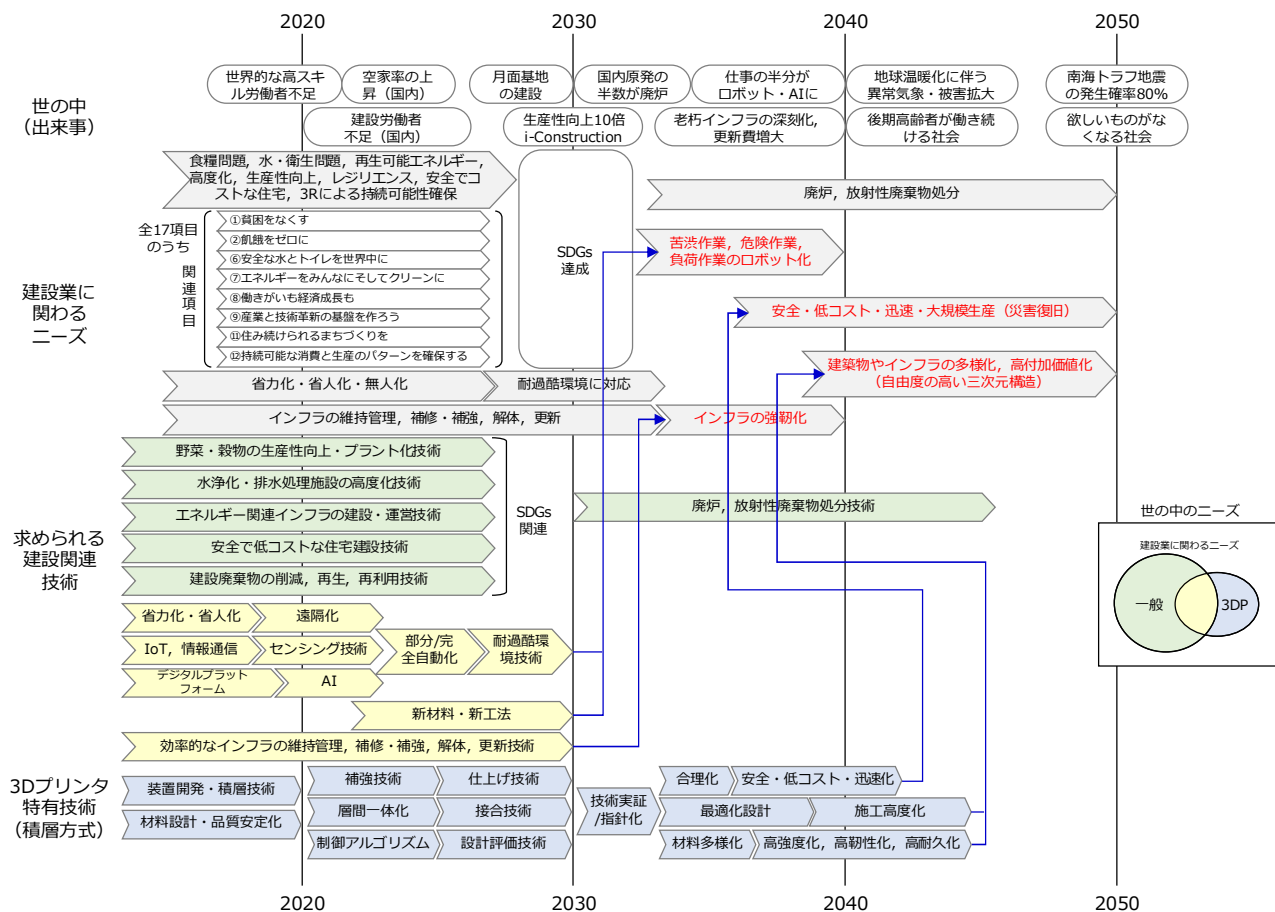 2020
2030
2040
2050
世の中
（出来事）
世界的な高スキ
ル労働者不足
空家率の上
昇（国内）
月面基地
の建設
国内原発の
半数が廃炉
仕事の半分が
ロボット・AIに
地球温暖化に伴う
異常気象・被害拡大
南海トラフ地震
の発生確率80%
建設労働者
不足（国内）
生産性向上10倍
i-Construction
老朽インフラの深刻化，
更新費増大
後期高齢者が働き続
ける社会
欲しいものがな
くなる社会
建設業に
関わる
ニーズ
食糧問題，水・衛生問題，再生可能エネルギー，
高度化，生産性向上，レジリエンス，安全でコ
ストな住宅，3Rによる持続可能性確保
廃炉，放射性廃棄物処分
全17項目
のうち
関連項目
①貧困をなくす
②飢餓をゼロに
⑥安全な水とトイレを世界中に
⑦エネルギーをみんなにそしてクリーンに
⑧働きがいも経済成長も
⑨産業と技術革新の基盤を作ろう
⑪住み続けられるまちづくりを
⑫持続可能な消費と生産のパターンを確保する
SDGs
達成
苦渋作業，危険作業，
負荷作業のロボット化
安全・低コスト・迅速・大規模生産（災害復旧）
建築物やインフラの多様化，高付加価値化
（自由度の高い三次元構造）
省力化・省人化・無人化
耐過酷環境に対応
インフラの維持管理，補修・補強，解体，更新
インフラの強靭化
求められる
建設関連
技術
野菜・穀物の生産性向上・プラント化技術
水浄化・排水処理施設の高度化技術
エネルギー関連インフラの建設・運営技術
安全で低コストな住宅建設技術
建設廃棄物の削減，再生，再利用技術
SDGs
関連
廃炉，放射性廃棄物処分技術
省力化・省人化
遠隔化
IoT，情報通信
センシング技術
部分/完
全自動化
耐過酷環
境技術
デジタルプラット
フォーム
AI
新材料・新工法
効率的なインフラの維持管理，補修・補強，解体，更新技術
世の中のニーズ
建設業に関わるニーズ
一般
3DP
3Dプリンタ
特有技術
（積層方式）
装置開発・積層技術
材料設計・品質安定化
補強技術
仕上げ技術
層間一体化
接合技術
制御アルゴリズム
設計評価技術
技術実証
/指針化
合理化
安全・低コスト・迅速化
最適化設計
施工高度化
材料多様化
高強度化，高靭性化，高耐久化
2020
2030
2040
2050